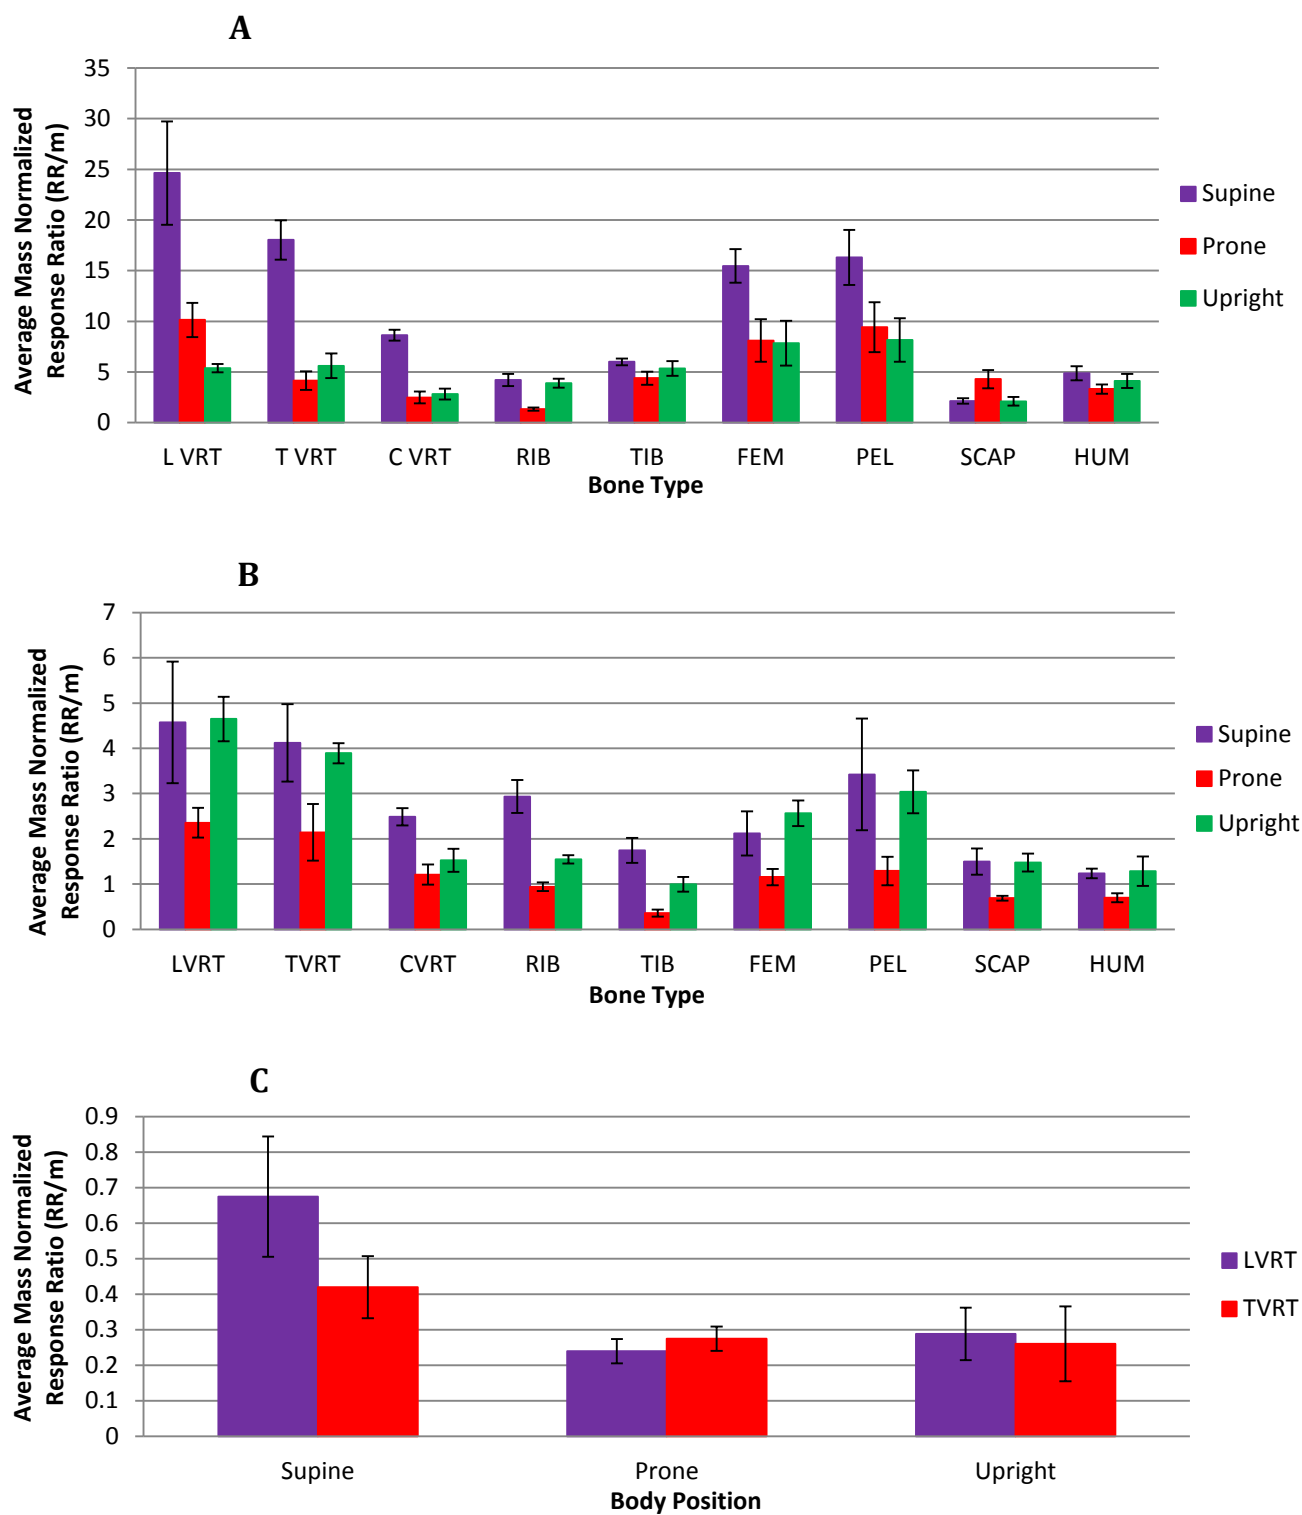 A
35
30
25
20
15
10
5
0
Average Mass Normalized
Response Ratio (RR/m)
L VRT T VRT C VRT RIB TIB FEM PEL SCAP HUM
Bone Type
Supine
Prone
Upright
B
7
6
5
4
3
2
1
0
Average Mass Normalized
Response Ratio (RR/m)
LVRT TVRT CVRT RIB TIB FEM PEL SCAP HUM
Bone Type
Supine
Prone
Upright
C
0.9
0.8
0.7
0.6
0.5
0.4
0.3
0.2
0.1
0
Average Mass Normalized
Response Ratio (RR/m)
Supine Prone Upright
Body Position
LVRT
TVRT